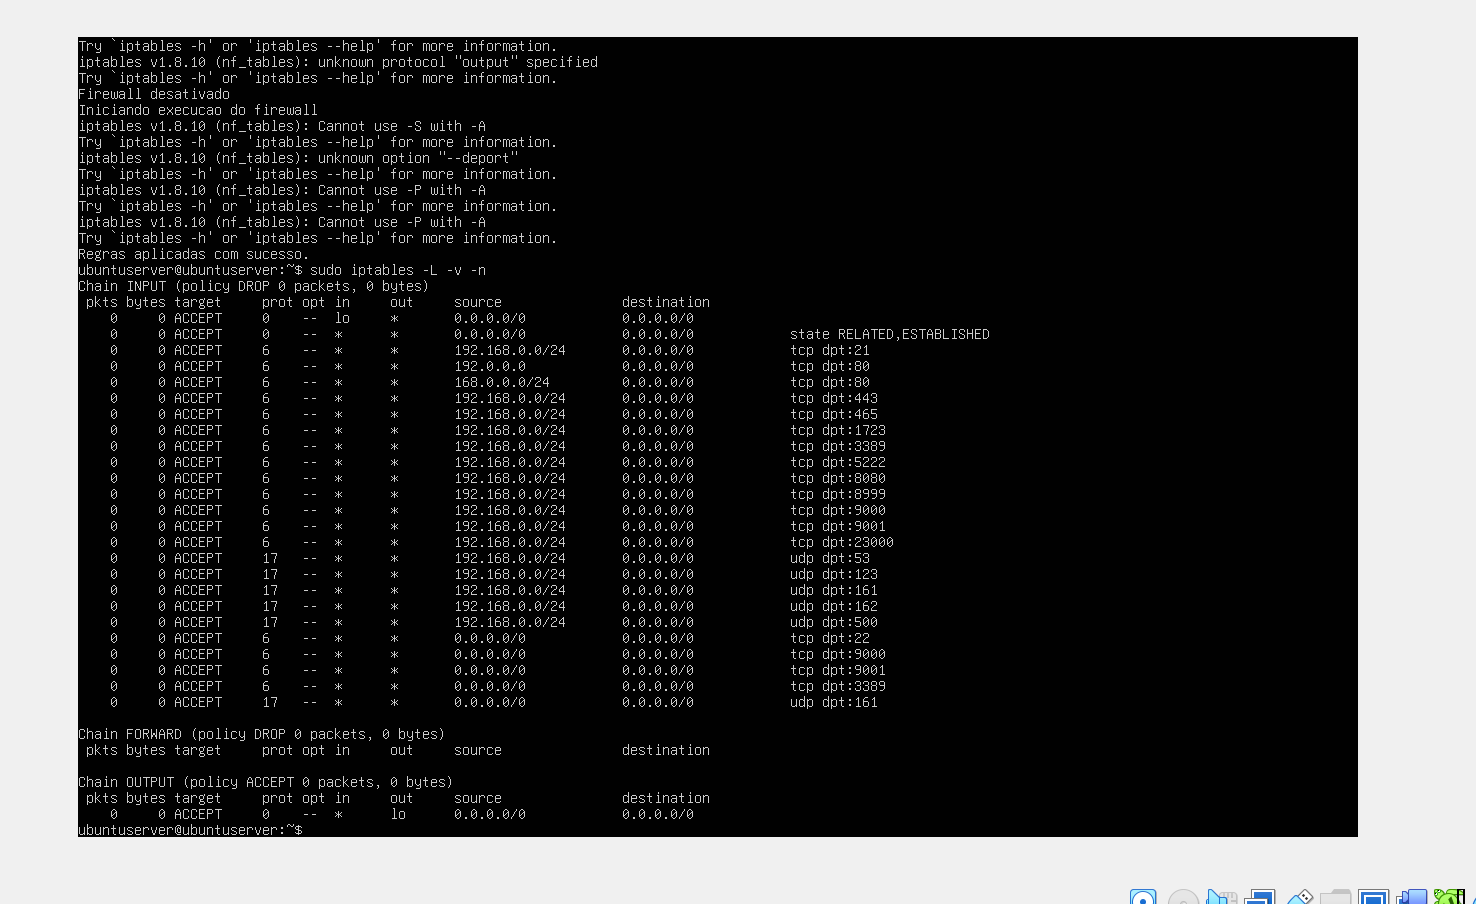 Try `iptables -h' or 'iptables --help' for more information.
iptables v1.8.10 (nf_tables): unknown protocol "output" specified
Try `iptables -h' or 'iptables --help' for more information.
Firewall desativado
Iniciando execucao do firewall
iptables v1.8.10 (nf_tables): Cannot use -S with -A
Try `iptables -h' or 'iptables --help' for more information.
iptables v1.8.10 (nf_tables): unknown option "--deport"
Try `iptables -h' or 'iptables --help' for more information.
iptables v1.8.10 (nf_tables): Cannot use -P with -A
Try `iptables -h' or 'iptables --help' for more information.
iptables v1.8.10 (nf_tables): Cannot use -P with -A
Try `iptables -h' or 'iptables --help' for more information.
Regras aplicadas com sucesso.
ubuntuserver@ubuntuserver:~$ sudo iptables -L -v -n
Chain INPUT (policy DROP 0 packets, 0 bytes)
pkts bytes target prot opt in out source destination
0 0 ACCEPT 0 -- lo * 0.0.0.0/0 0.0.0.0/0
0 0 ACCEPT 0 -- * * 0.0.0.0/0 0.0.0.0/0 state RELATED,ESTABLISHED
0 0 ACCEPT 6 -- * * 192.168.0.0/24 0.0.0.0/0 tcp dpt:21
0 0 ACCEPT 6 -- * * 192.0.0.0 0.0.0.0/0 tcp dpt:80
0 0 ACCEPT 6 -- * * 168.0.0.0/24 0.0.0.0/0 tcp dpt:80
0 0 ACCEPT 6 -- * * 192.168.0.0/24 0.0.0.0/0 tcp dpt:443
0 0 ACCEPT 6 -- * * 192.168.0.0/24 0.0.0.0/0 tcp dpt:465
0 0 ACCEPT 6 -- * * 192.168.0.0/24 0.0.0.0/0 tcp dpt:1723
0 0 ACCEPT 6 -- * * 192.168.0.0/24 0.0.0.0/0 tcp dpt:3389
0 0 ACCEPT 6 -- * * 192.168.0.0/24 0.0.0.0/0 tcp dpt:5222
0 0 ACCEPT 6 -- * * 192.168.0.0/24 0.0.0.0/0 tcp dpt:8080
0 0 ACCEPT 6 -- * * 192.168.0.0/24 0.0.0.0/0 tcp dpt:8999
0 0 ACCEPT 6 -- * * 192.168.0.0/24 0.0.0.0/0 tcp dpt:9000
0 0 ACCEPT 6 -- * * 192.168.0.0/24 0.0.0.0/0 tcp dpt:9001
0 0 ACCEPT 6 -- * * 192.168.0.0/24 0.0.0.0/0 tcp dpt:23000
0 0 ACCEPT 17 -- * * 192.168.0.0/24 0.0.0.0/0 udp dpt:53
0 0 ACCEPT 17 -- * * 192.168.0.0/24 0.0.0.0/0 udp dpt:123
0 0 ACCEPT 17 -- * * 192.168.0.0/24 0.0.0.0/0 udp dpt:161
0 0 ACCEPT 17 -- * * 192.168.0.0/24 0.0.0.0/0 udp dpt:162
0 0 ACCEPT 17 -- * * 192.168.0.0/24 0.0.0.0/0 udp dpt:500
0 0 ACCEPT 6 -- * * 0.0.0.0/0 0.0.0.0/0 tcp dpt:22
0 0 ACCEPT 6 -- * * 0.0.0.0/0 0.0.0.0/0 tcp dpt:9000
0 0 ACCEPT 6 -- * * 0.0.0.0/0 0.0.0.0/0 tcp dpt:9001
0 0 ACCEPT 6 -- * * 0.0.0.0/0 0.0.0.0/0 tcp dpt:3389
0 0 ACCEPT 17 -- * * 0.0.0.0/0 0.0.0.0/0 udp dpt:161
Chain FORWARD (policy DROP 0 packets, 0 bytes)
pkts bytes target prot opt in out source destination
Chain OUTPUT (policy ACCEPT 0 packets, 0 bytes)
pkts bytes target prot opt in out source destination
0 0 ACCEPT 0 -- * lo 0.0.0.0/0 0.0.0.0/0
ubuntuserver@ubuntuserver:~$